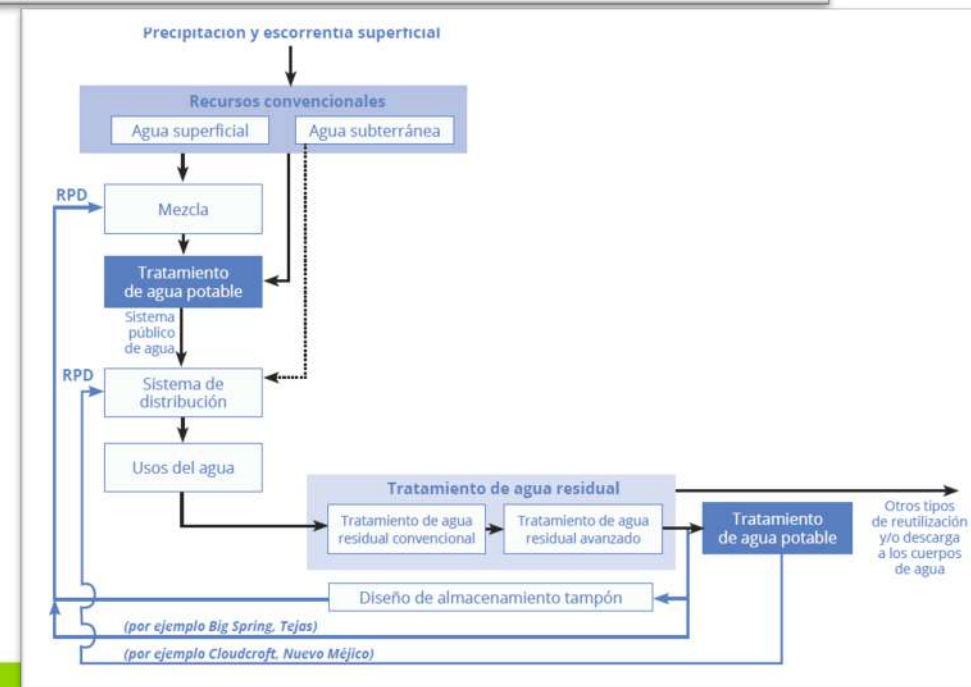 Precipitación y escorrentía superficial
Recursos convencionales
Agua superficial
Agua subterránea
RPD
Mezcla
Tratamiento
de agua potable
Sistema
público
de agua
RPD
Sistema de
distribución
Usos del agua
Tratamiento de agua residual
Tratamiento de agua
residual convencional
Tratamiento de agua
residual avanzado
Tratamiento
de agua potable
Otros tipos
de reutilización
y/o descarga
a los cuerpos
de agua
Diseño de almacenamiento tampón
(por ejemplo Big Spring, Tejas)
(por ejemplo Cloudcroft, Nuevo Méjico)